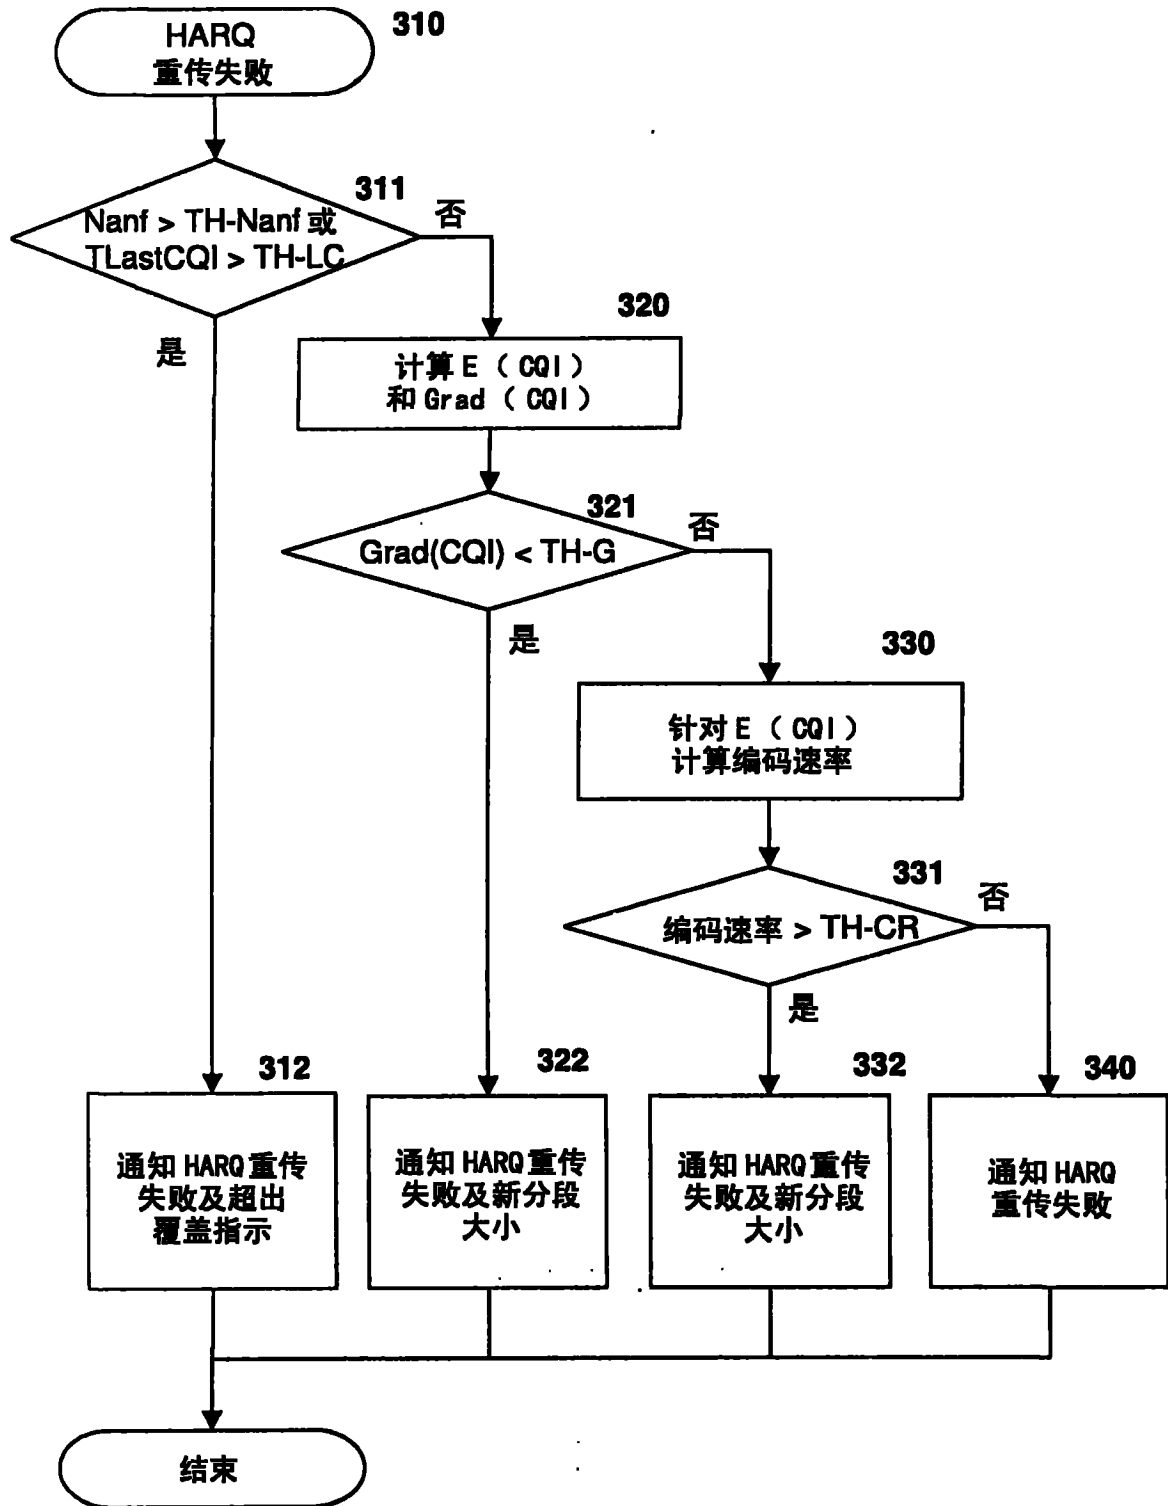 HARQ
重传失败
310
311
Nanf > TH-Nanf 或
TLastCQI > TH-LC
否
是
320
计算 E （ CQI ）
和 Grad （ CQI ）
321
Grad(CQI) < TH-G
否
是
330
针对 E （ CQI ）
计算编码速率
331
编码速率 > TH-CR
否
是
312
通知 HARQ 重传
失败及超出
覆盖指示
322
通知 HARQ 重传
失败及新分段
大小
332
通知 HARQ 重传
失败及新分段
大小
340
通知 HARQ
重传失败
结束